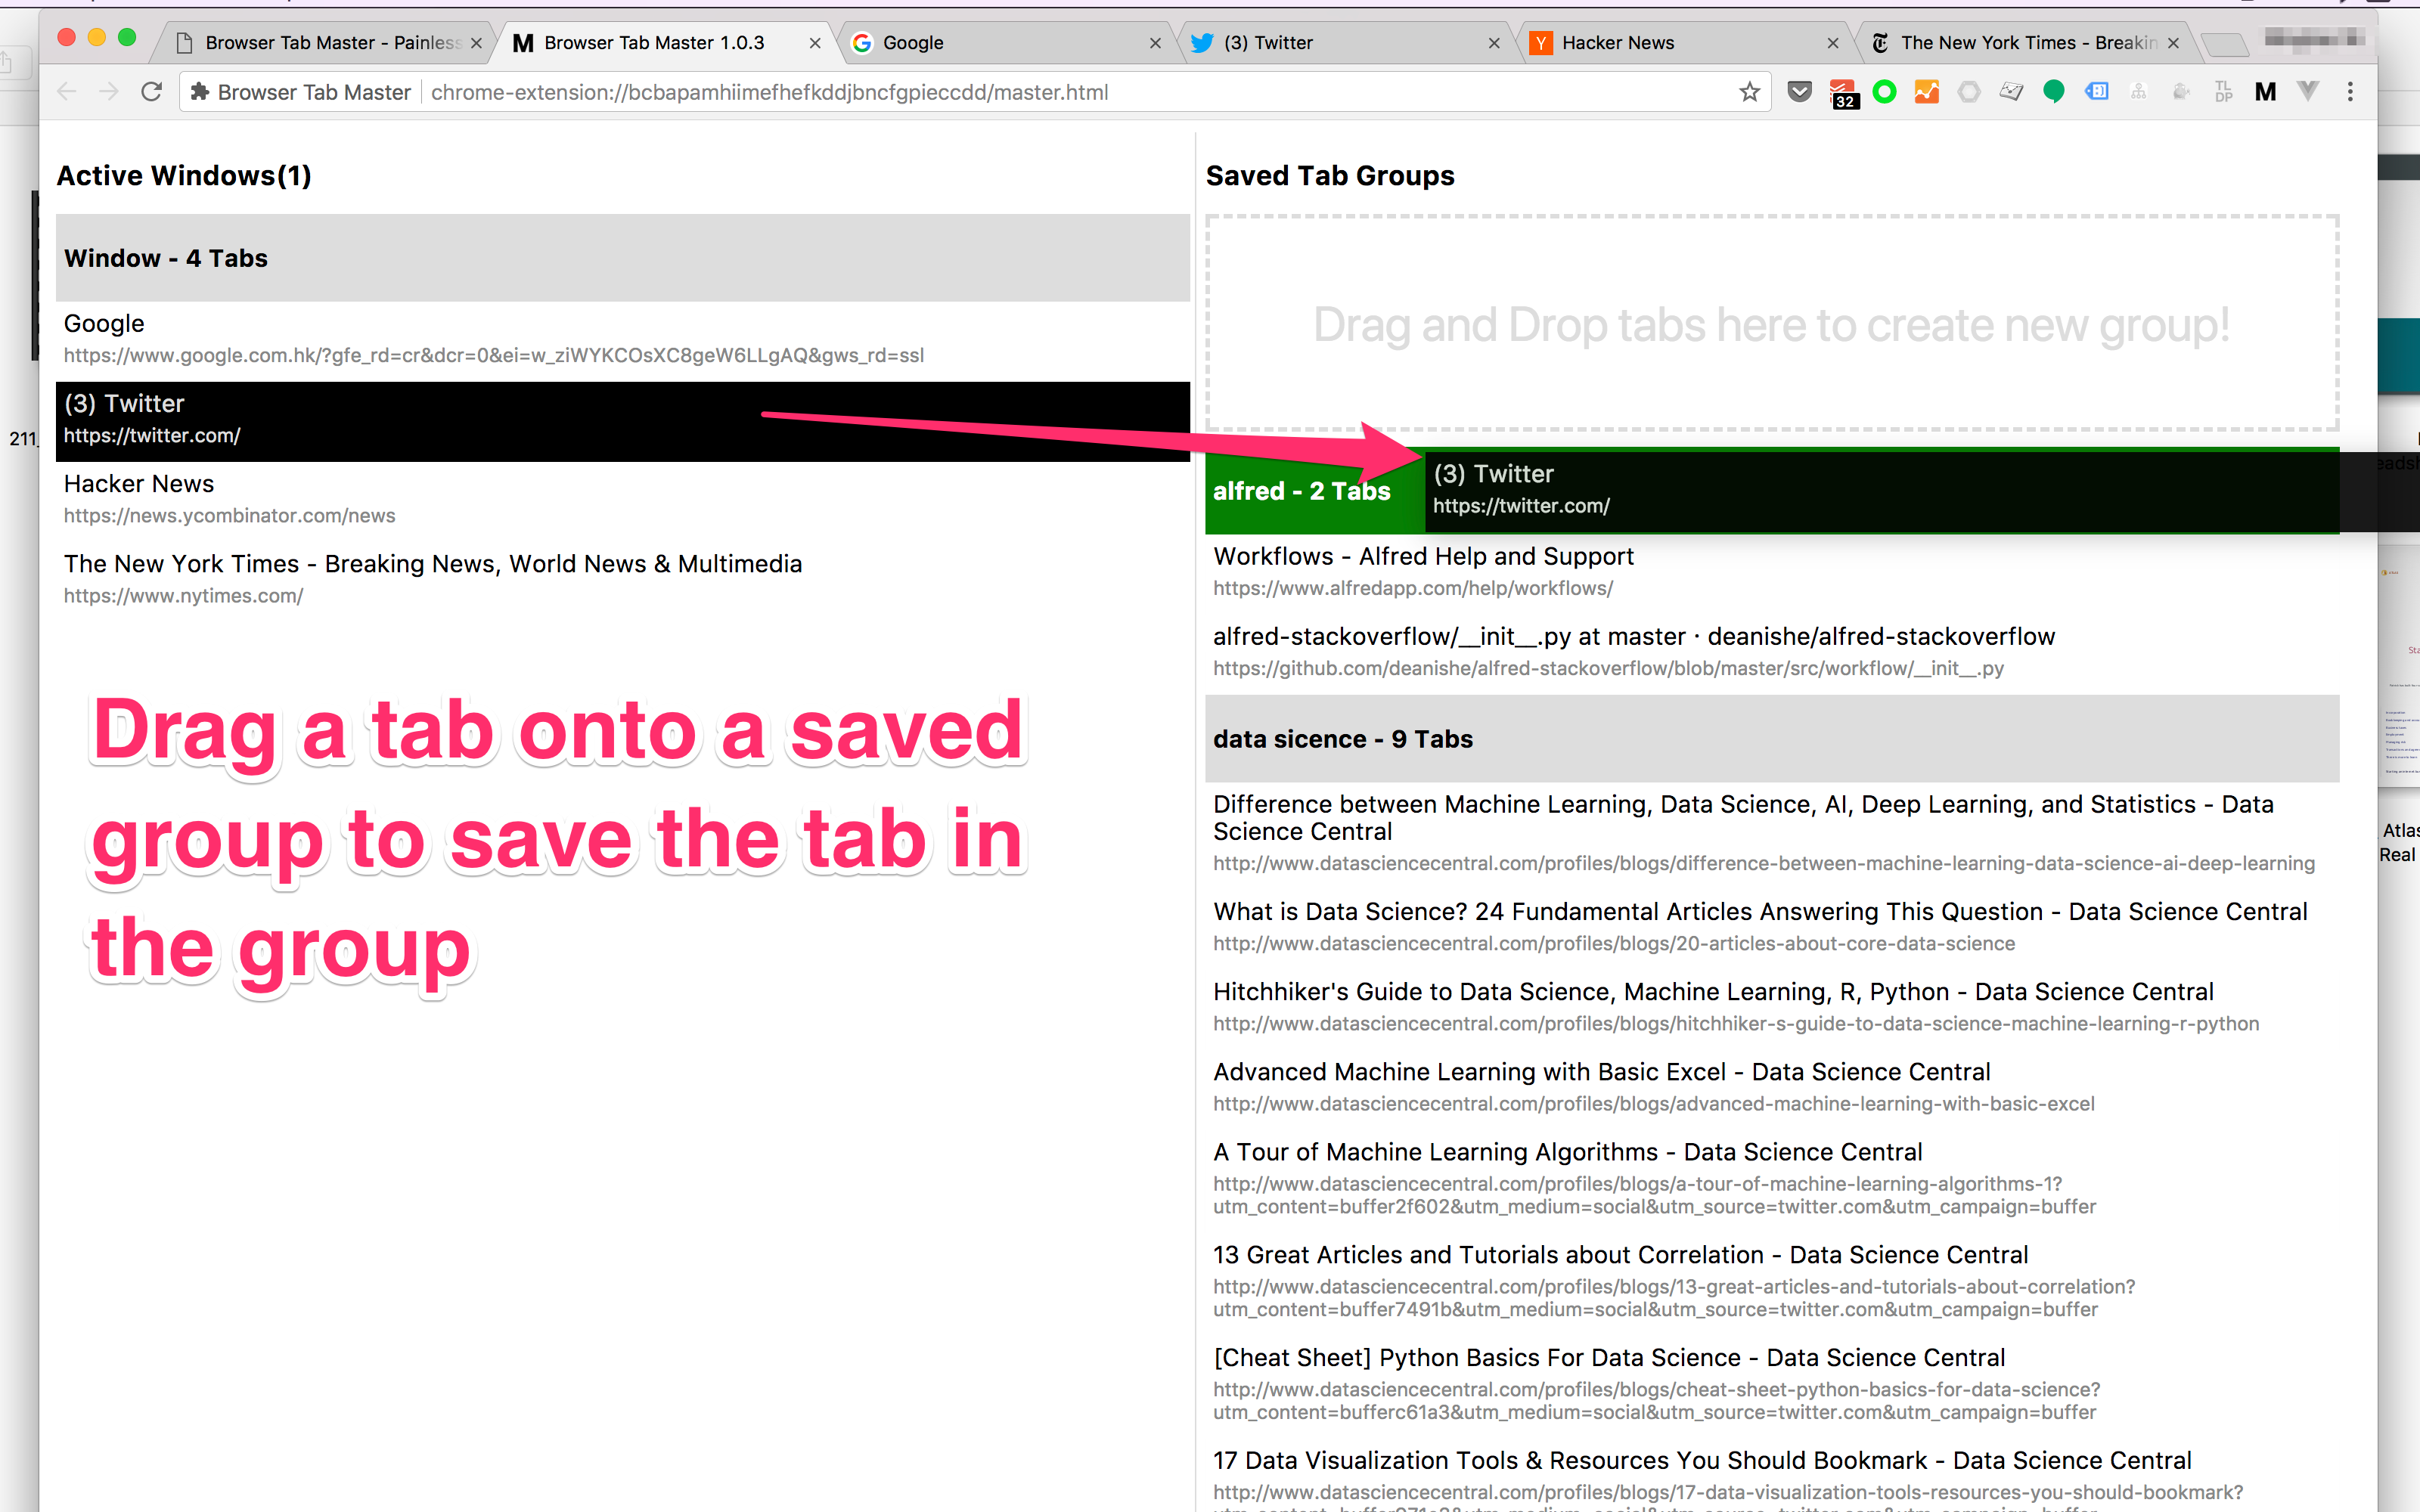 Browser Tab Master - Painless
Browser Tab Master 1.0.3
Google
(3) Twitter
Hacker News
The New York Times - Breakin
Browser Tab Master
chrome-extension://bcbapamhiimefhefkddjbncfgpieccdd/master.html
32
TL
DP
M
Active Windows(1)
Window - 4 Tabs
Google
https://www.google.com.hk/?gfe_rd=cr&dcr=0&ei=w_ziWYKCOsXC8geW6LLgAQ&gws_rd=ssl
(3) Twitter
https://twitter.com/
Hacker News
https://news.ycombinator.com/news
The New York Times - Breaking News, World News & Multimedia
https://www.nytimes.com/
Drag a tab onto a saved
group to save the tab in
the group
Saved Tab Groups
Drag and Drop tabs here to create new group!
alfred - 2 Tabs
(3) Twitter
https://twitter.com/
Workflows - Alfred Help and Support
https://www.alfredapp.com/help/workflows/
alfred-stackoverflow/__init__.py at master · deanishe/alfred-stackoverflow
https://github.com/deanishe/alfred-stackoverflow/blob/master/src/workflow/__init__.py
data sicence - 9 Tabs
Difference between Machine Learning, Data Science, AI, Deep Learning, and Statistics - Data
Science Central
http://www.datasciencecentral.com/profiles/blogs/difference-between-machine-learning-data-science-ai-deep-learning
What is Data Science? 24 Fundamental Articles Answering This Question - Data Science Central
http://www.datasciencecentral.com/profiles/blogs/20-articles-about-core-data-science
Hitchhiker's Guide to Data Science, Machine Learning, R, Python - Data Science Central
http://www.datasciencecentral.com/profiles/blogs/hitchhiker-s-guide-to-data-science-machine-learning-r-python
Advanced Machine Learning with Basic Excel - Data Science Central
http://www.datasciencecentral.com/profiles/blogs/advanced-machine-learning-with-basic-excel
A Tour of Machine Learning Algorithms - Data Science Central
http://www.datasciencecentral.com/profiles/blogs/a-tour-of-machine-learning-algorithms-1?
utm_content=buffer2f602&utm_medium=social&utm_source=twitter.com&utm_campaign=buffer
13 Great Articles and Tutorials about Correlation - Data Science Central
http://www.datasciencecentral.com/profiles/blogs/13-great-articles-and-tutorials-about-correlation?
utm_content=buffer7491b&utm_medium=social&utm_source=twitter.com&utm_campaign=buffer
[Cheat Sheet] Python Basics For Data Science - Data Science Central
http://www.datasciencecentral.com/profiles/blogs/cheat-sheet-python-basics-for-data-science?
utm_content=bufferc61a3&utm_medium=social&utm_source=twitter.com&utm_campaign=buffer
17 Data Visualization Tools & Resources You Should Bookmark - Data Science Central
http://www.datasciencecentral.com/profiles/blogs/17-data-visualization-tools-resources-you-should-bookmark?
211
Atlas
Real